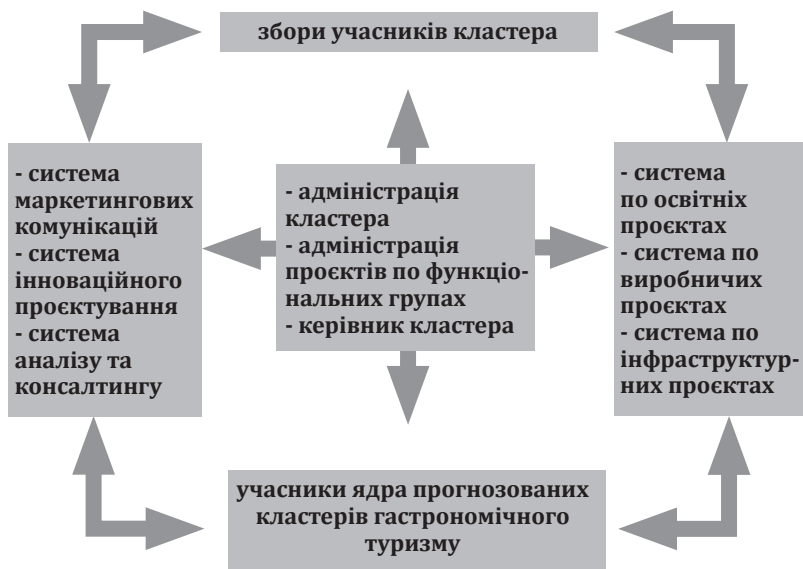 збори учасників кластера
- система
маркетингових
комунікацій
- система
інноваційного
проєктування
- система
аналізу та
консалтингу
- адміністрація
кластера
- адміністрація
проєктів по функціо-
нальних групах
- керівник кластера
- система
по освітніх
проєктах
- система по
виробничих
проєктах
- система по
інфраструктур-
них проєктах
учасники ядра прогнозованих
кластерів гастрономічного
туризму